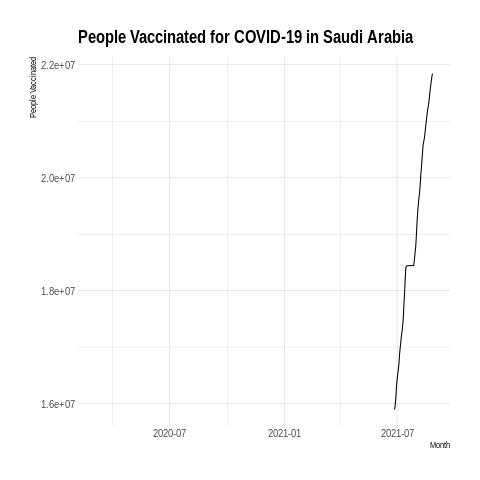 People Vaccinated for COVID-19 in Saudi Arabia
People Vaccinated
2.2e+07
2.0e+07
1.8e+07
1.6e+07
2020-07
2021-01
2021-07
Month